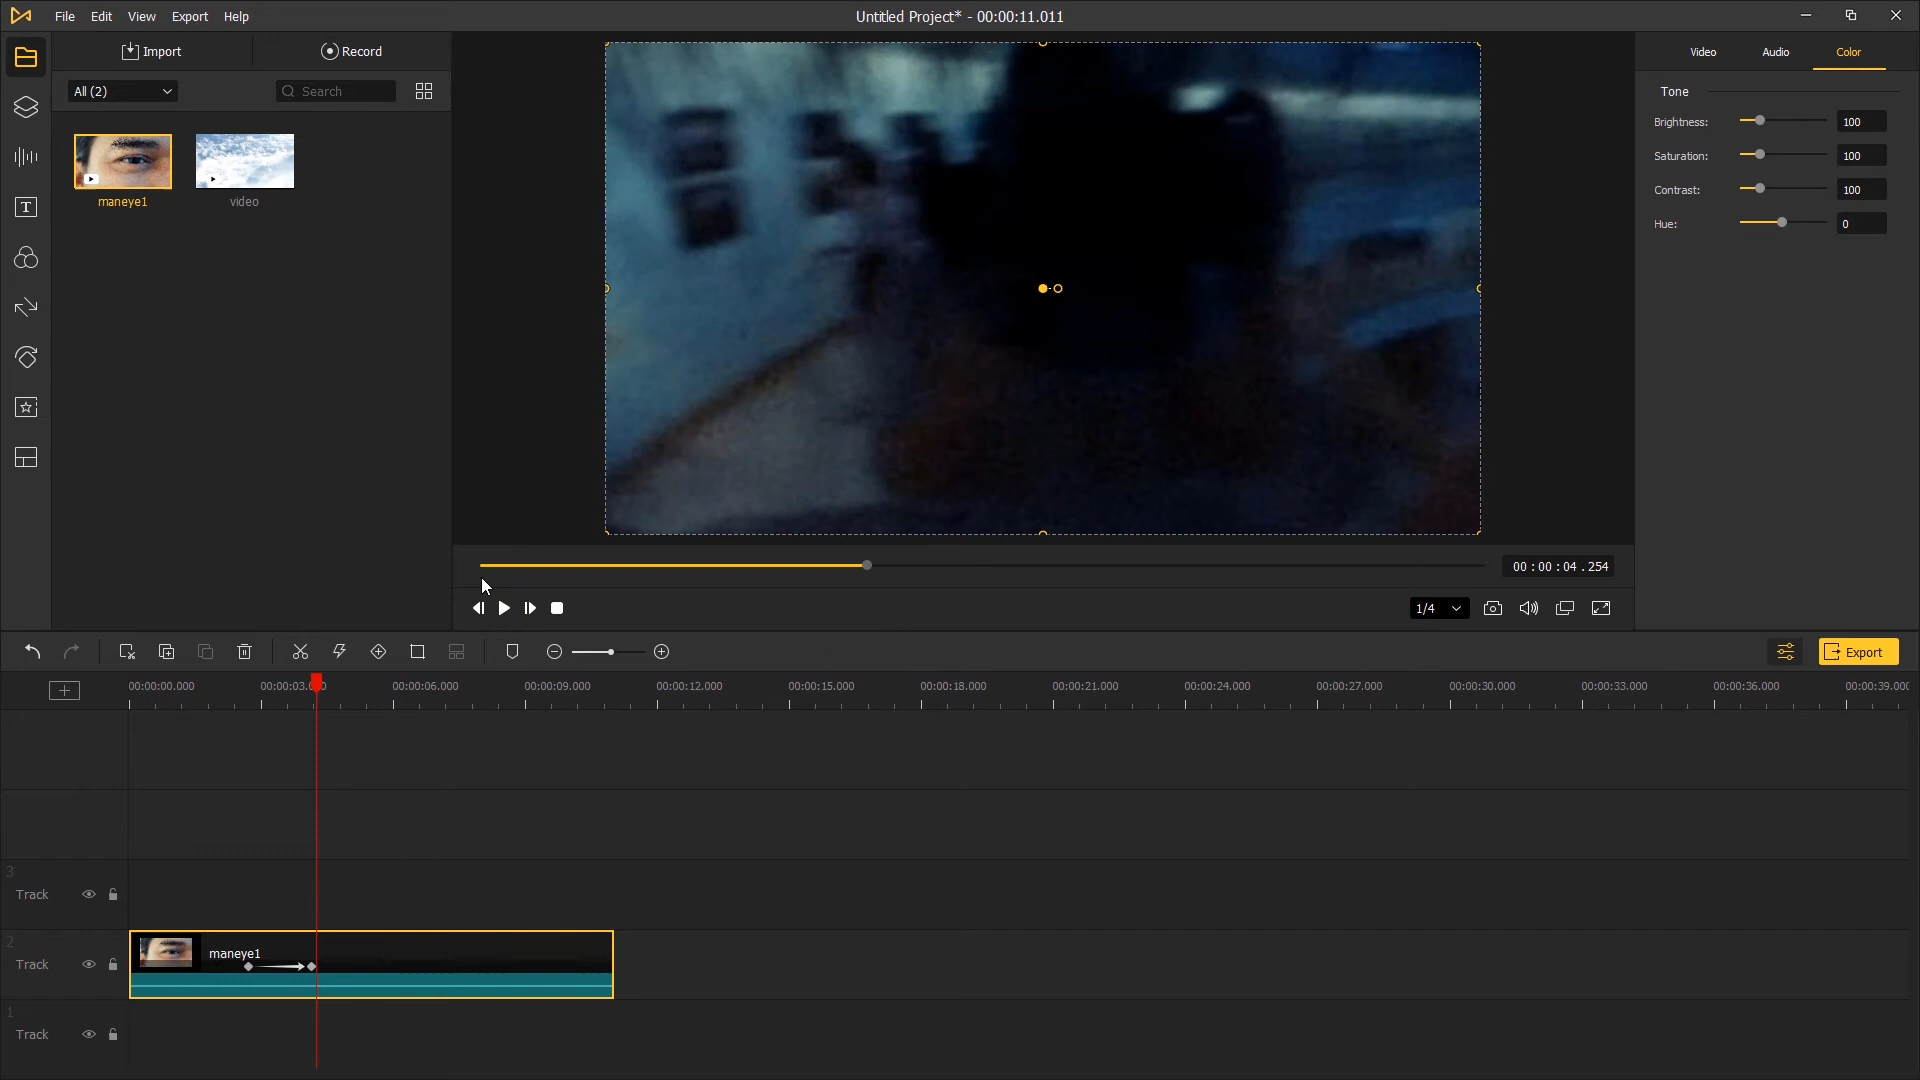 File Edit View Export Help
Untitled Project* - 00:00:11.011
Import
Record
All (2)
Search
maneye1
video
Video Audio Color
Tone
Brightness: 100
Saturation: 100
Contrast: 100
Hue: 0
00 : 00 : 04 . 254
1/4
Export
00:00:00.000 00:00:03. 00:00:06.000 00:00:09.000 00:00:12.000 00:00:15.000 00:00:18.000 00:00:21.000 00:00:24.000 00:00:27.000 00:00:30.000 00:00:33.000 00:00:36.000 00:00:39.000
3
Track
2
Track
maneye1
1
Track